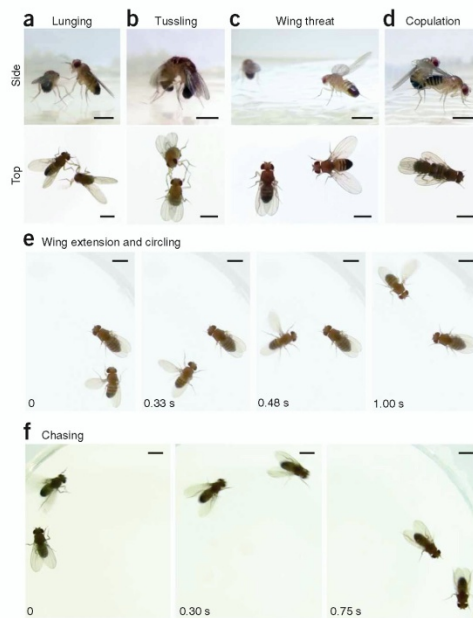 a Lunging
b Tussling
c Wing threat
d Copulation
Side
Top
e Wing extension and circling
0
0.33 s
0.48 s
1.00 s
f Chasing
0
0.30 s
0.75 s